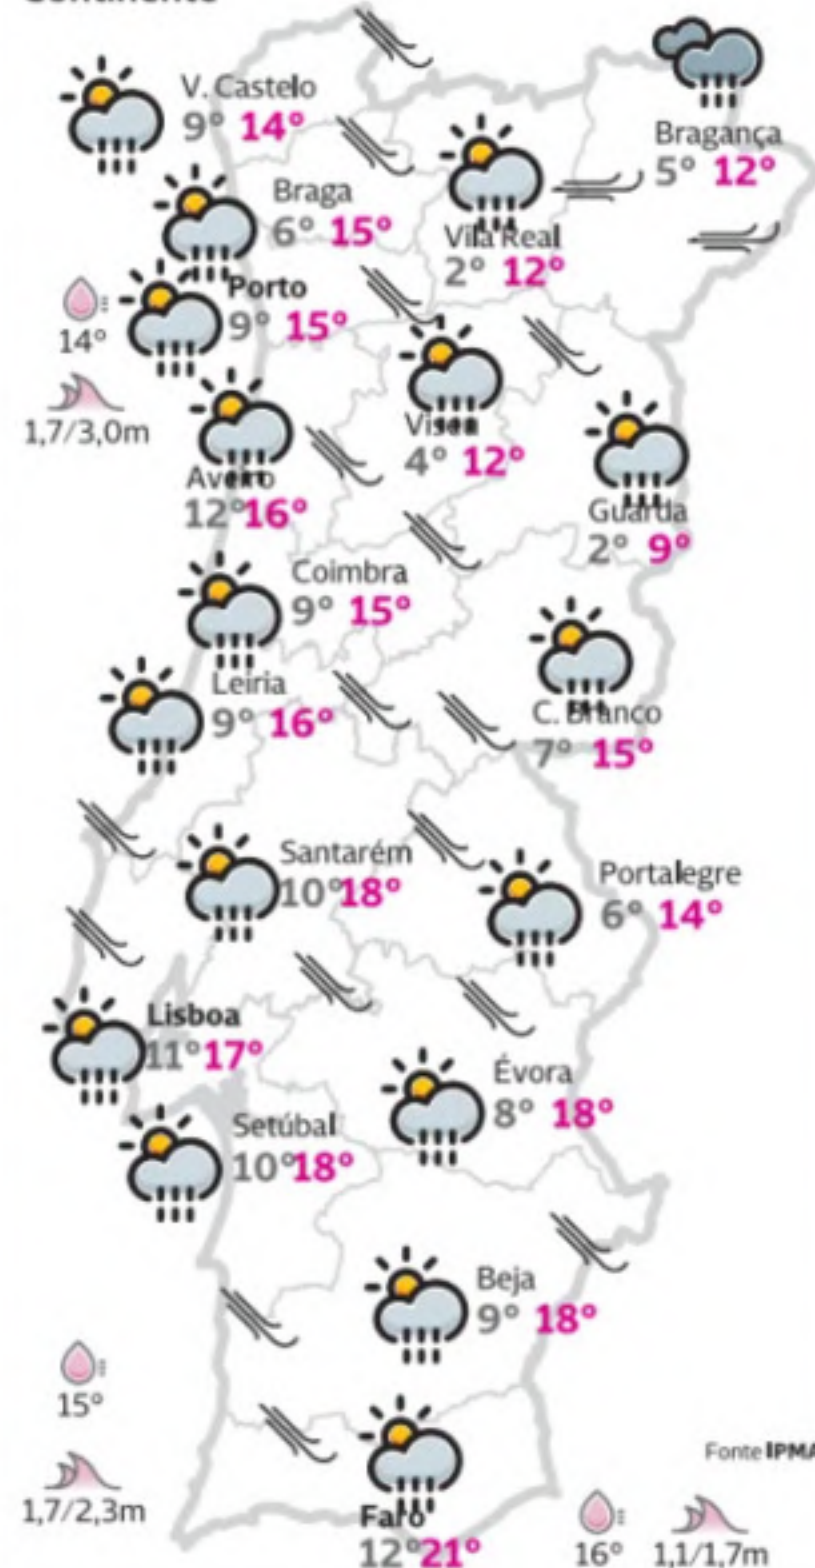 Continente
V. Castelo
9° 14°
Bragança
5° 12°
Braga
6° 15°
Vila Real
2° 12°
Porto
9° 15°
14°
1,7/3,0m
Viseu
4° 12°
Aveiro
12° 16°
Guarda
2° 9°
Coimbra
9° 15°
Leiria
9° 16°
C. Branco
7° 15°
Santarém
10° 18°
Portalegre
6° 14°
Lisboa
11° 17°
Évora
8° 18°
Setúbal
10° 18°
Beja
9° 18°
15°
1,7/2,3m
Fonte IPMA
Faro
12° 21°
16°
1,1/1,7m